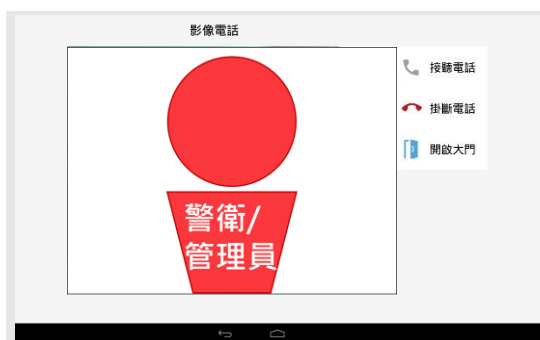 影像電話
接聽電話
掛斷電話
開啟大門
警衛/
管理員